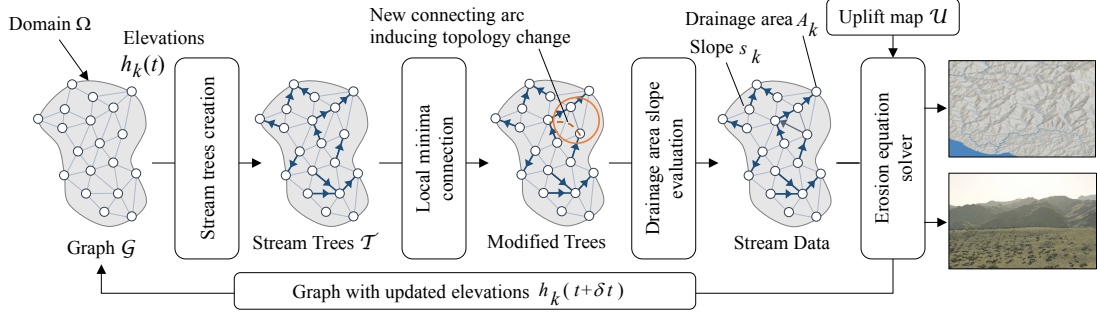 Domain Ω
Elevations
h_k(t)
Graph 𝒢
Stream trees creation
Stream Trees 𝒯
Local minima
connection
New connecting arc
inducing topology change
Modified Trees
Drainage area slope
evaluation
Drainage area A_k
Slope s_k
Stream Data
Uplift map 𝒰
Erosion equation
solver
Graph with updated elevations h_k(t+δt)